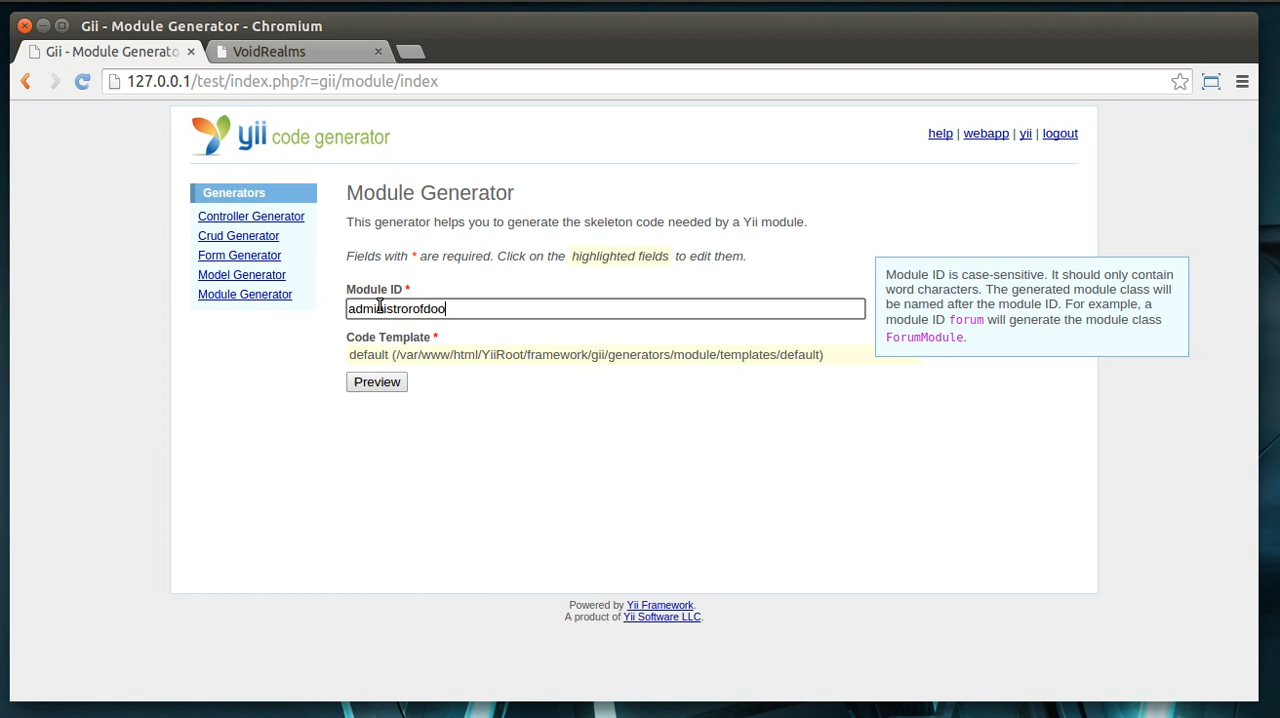 Gii - Module Generator - Chromium
Gii - Module Generato
VoidRealms
127.0.0.1/test/index.php?r=gii/module/index
yii code generator
help | webapp | yii | logout
Generators
Controller Generator
Crud Generator
Form Generator
Model Generator
Module Generator
Module Generator
This generator helps you to generate the skeleton code needed by a Yii module.
Fields with * are required. Click on the highlighted fields to edit them.
Module ID *
administrorofdoo
Code Template *
default (/var/www/html/YiiRoot/framework/gii/generators/module/templates/default)
Preview
Module ID is case-sensitive. It should only contain
word characters. The generated module class will
be named after the module ID. For example, a
module ID forum will generate the module class
ForumModule.
Powered by Yii Framework.
A product of Yii Software LLC.